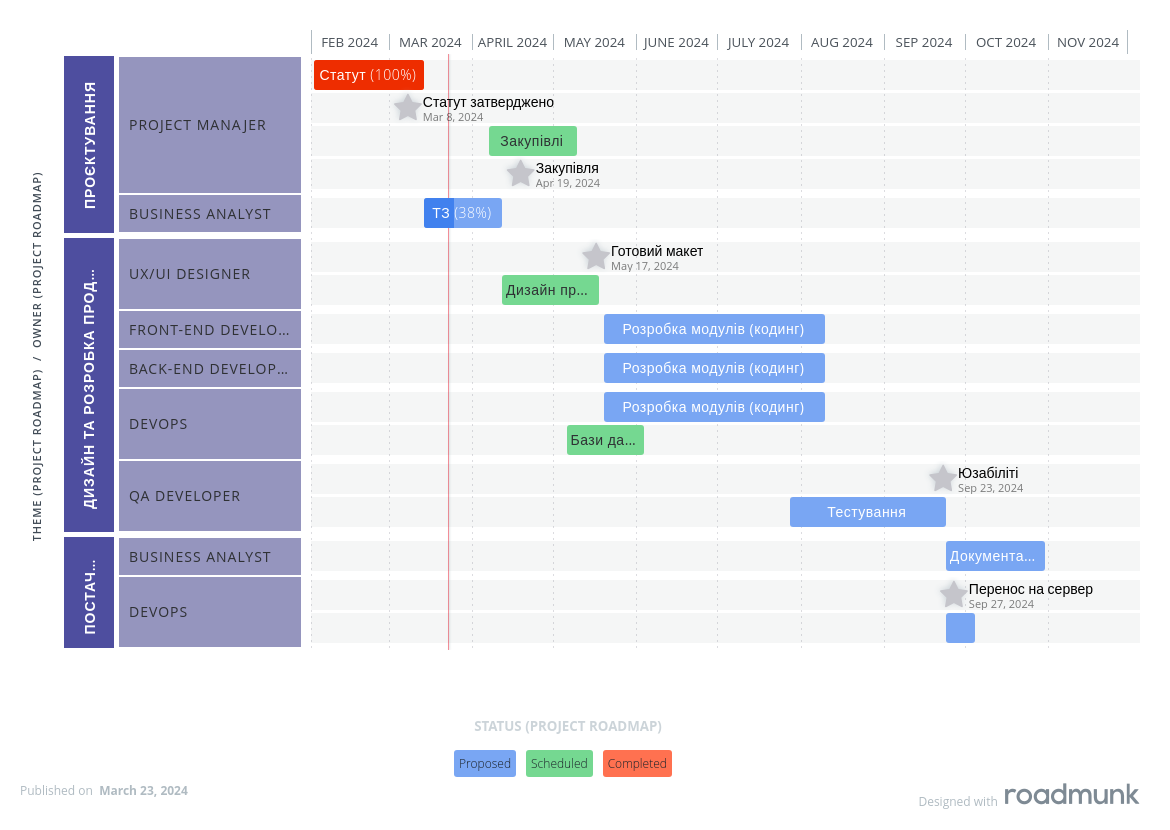 FEB 2024 MAR 2024 APRIL 2024 MAY 2024 JUNE 2024 JULY 2024 AUG 2024 SEP 2024 OCT 2024 NOV 2024
THEME (PROJECT ROADMAP) / OWNER (PROJECT ROADMAP)
ПРОЄКТУВАННЯ
PROJECT MANAJER
Статут (100%)
Статут затверджено
Mar 8, 2024
Закупівлі
Закупівля
Apr 19, 2024
BUSINESS ANALYST
ТЗ (38%)
ДИЗАЙН ТА РОЗРОБКА ПРОД...
UX/UI DESIGNER
Готовий макет
May 17, 2024
Дизайн пр...
FRONT-END DEVELO...
Розробка модулів (кодинг)
BACK-END DEVELOP...
Розробка модулів (кодинг)
DEVOPS
Розробка модулів (кодинг)
Бази да...
QA DEVELOPER
Юзабіліті
Sep 23, 2024
Тестування
ПОСТАЧ...
BUSINESS ANALYST
Документа...
DEVOPS
Перенос на сервер
Sep 27, 2024
STATUS (PROJECT ROADMAP)
Proposed Scheduled Completed
Published on March 23, 2024
Designed with roadmunk